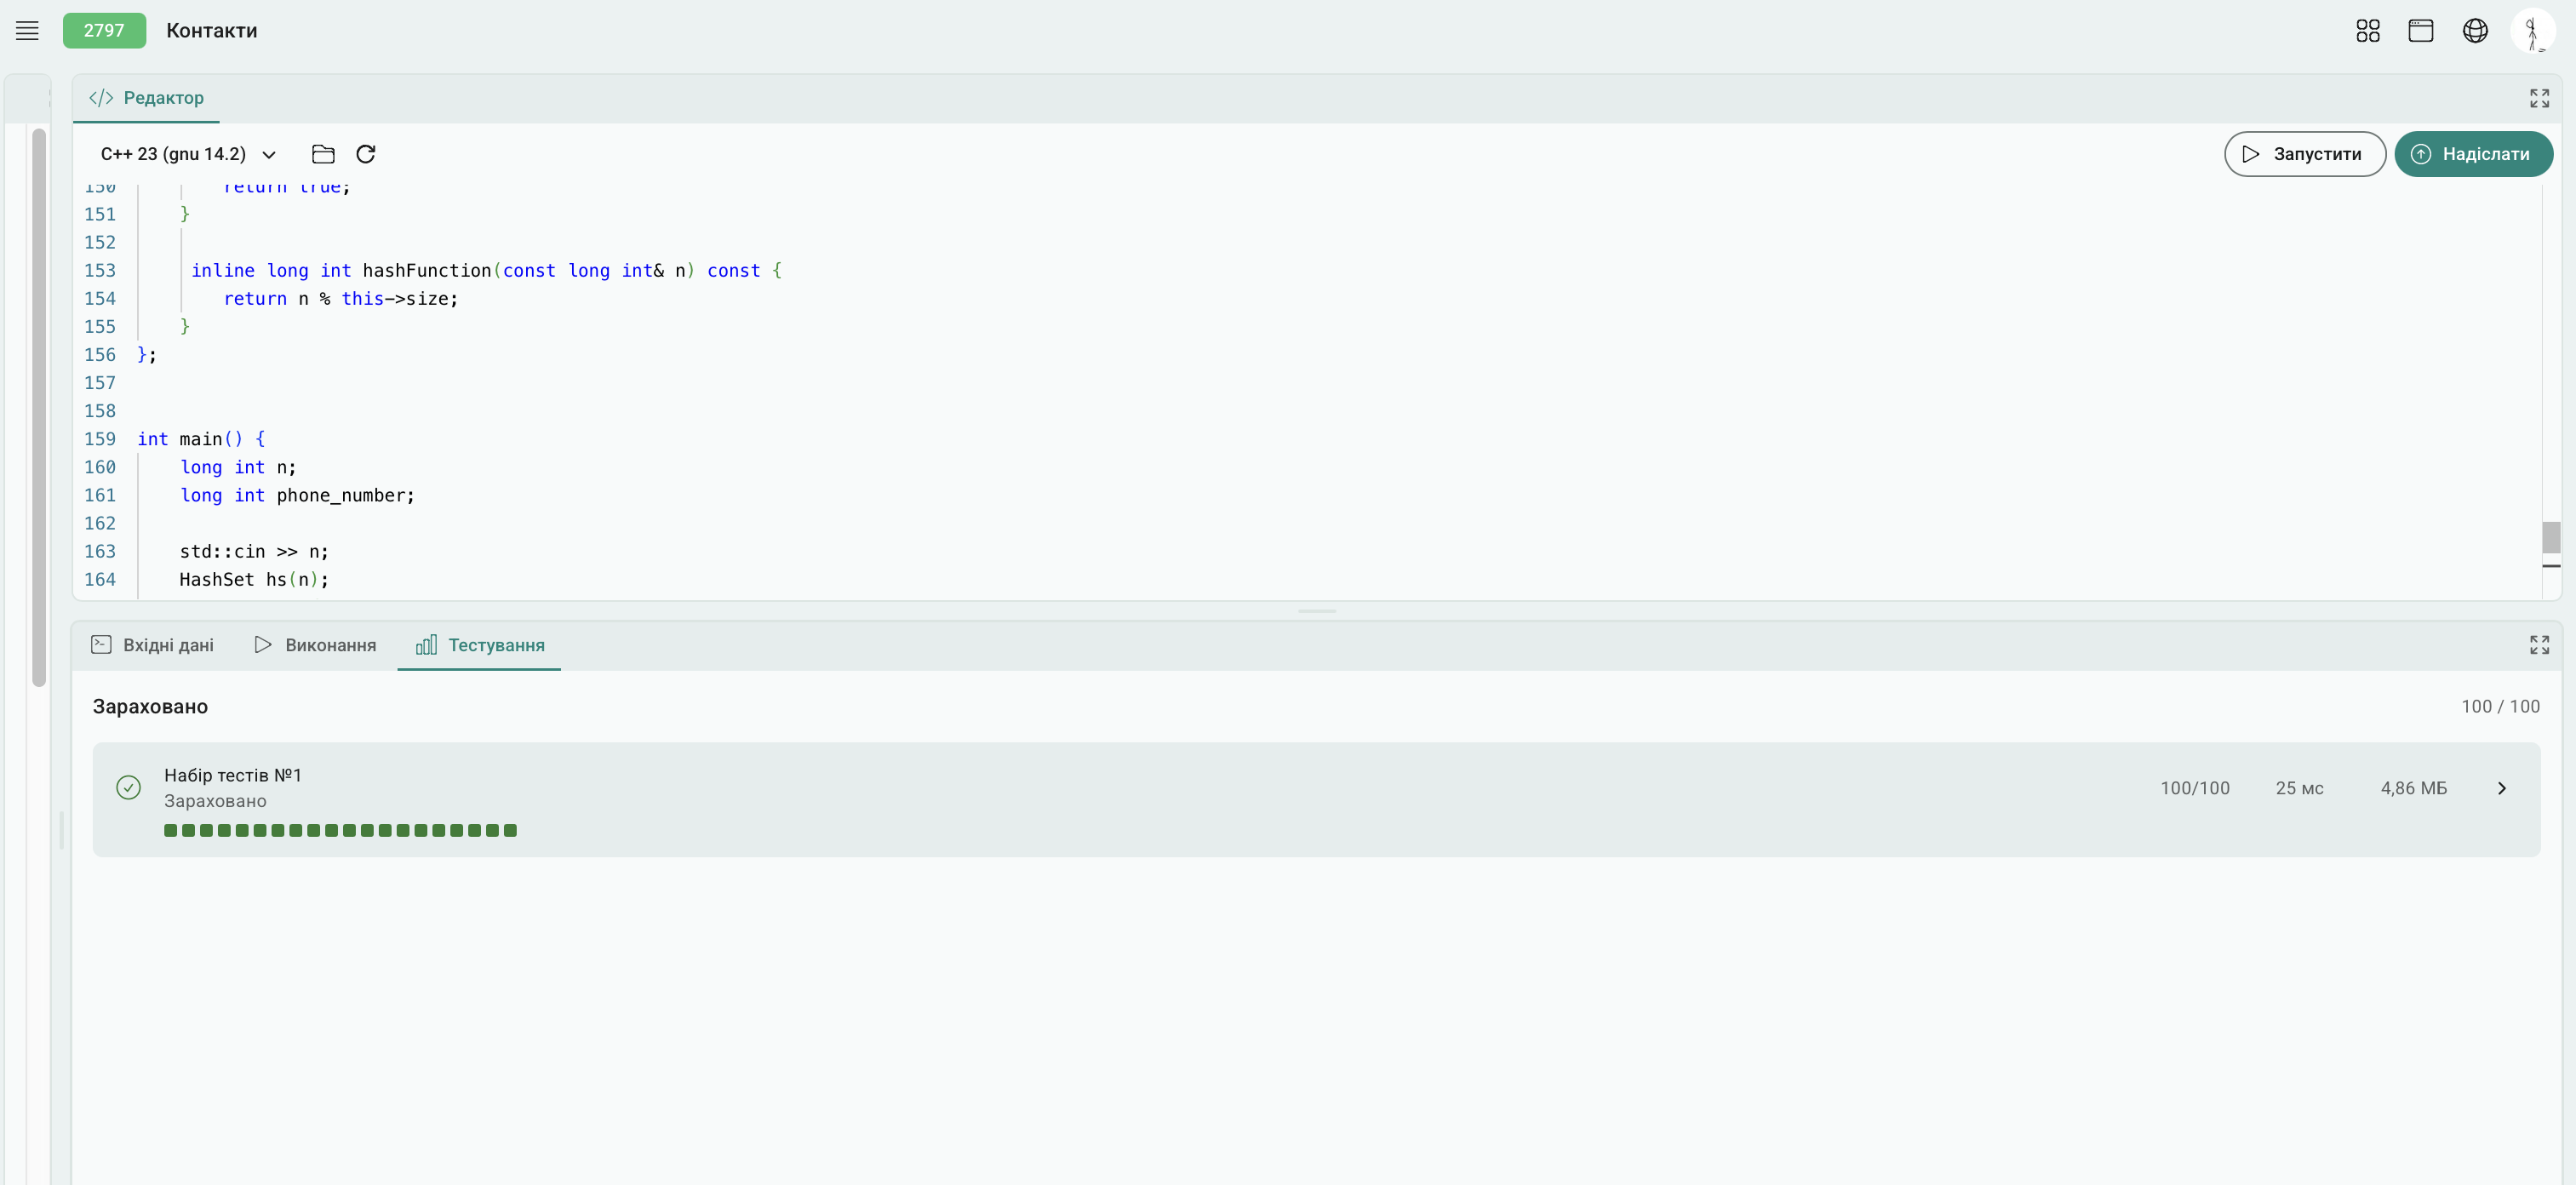 2797 Контакти
Редактор
C++ 23 (gnu 14.2)
Запустити
Надіслати
150 return true;
151 }
152
153 inline long int hashFunction(const long int& n) const {
154 return n % this->size;
155 }
156 };
157
158
159 int main() {
160 long int n;
161 long int phone_number;
162
163 std::cin >> n;
164 HashSet hs(n);
Вхідні дані Виконання Тестування
Зараховано 100 / 100
Набір тестів №1
Зараховано
100/100 25 мс 4,86 МБ